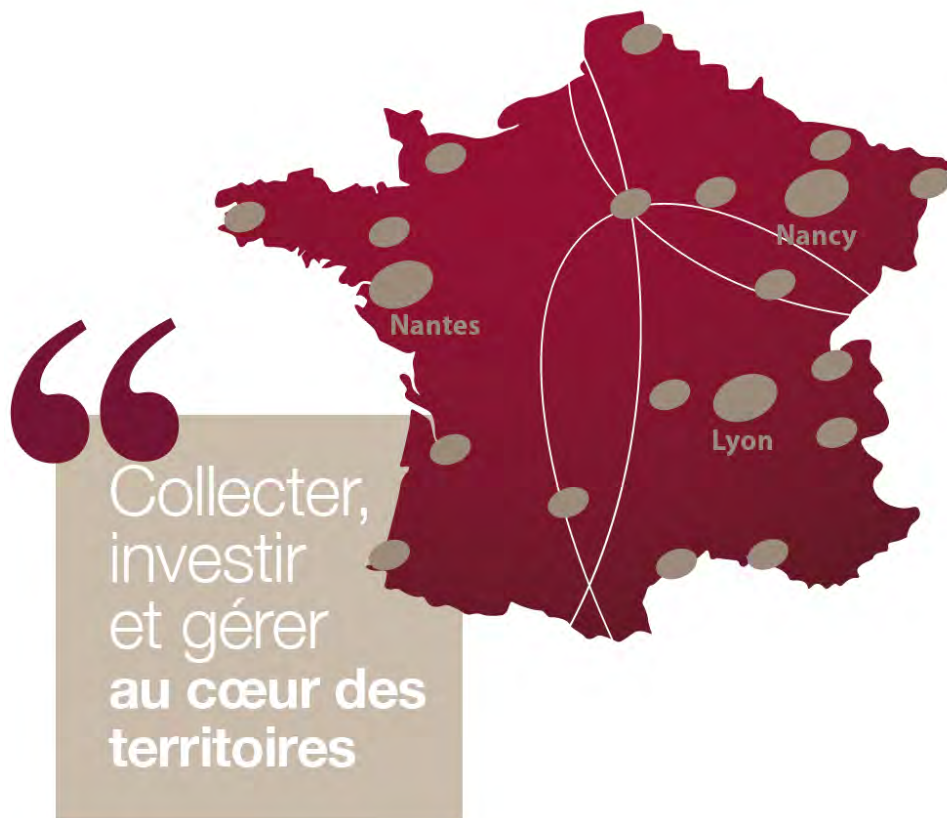 Nancy
Nantes
Lyon
“
Collecter,
investir
et gérer
au cœur des
territoires